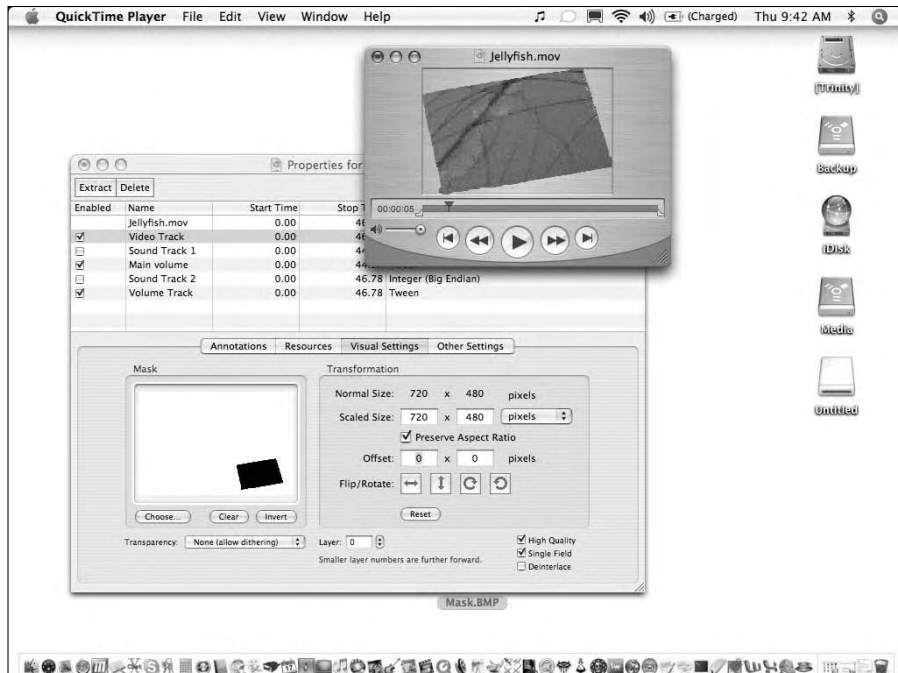 QuickTime Player File Edit View Window Help (Charged) Thu 9:42 AM
Jellyfish.mov
[Trinity]
Backup
iDisk
Media
Untitled
00:00:05
Properties for
Extract Delete
Enabled Name Start Time Stop
Jellyfish.mov 0.00
Video Track 0.00
Sound Track 1 0.00
Main volume 0.00
Sound Track 2 0.00 46.78 Integer (Big Endian)
Volume Track 0.00 46.78 Tween
Annotations Resources Visual Settings Other Settings
Mask
Choose... Clear Invert
Transparency: None (allow dithering)
Transformation
Normal Size: 720 x 480 pixels
Scaled Size: 720 x 480 pixels
Preserve Aspect Ratio
Offset: 0 x 0 pixels
Flip/Rotate:
Reset
Layer: 0
Smaller layer numbers are further forward.
High Quality
Single Field
Deinterlace
Mask.BMP